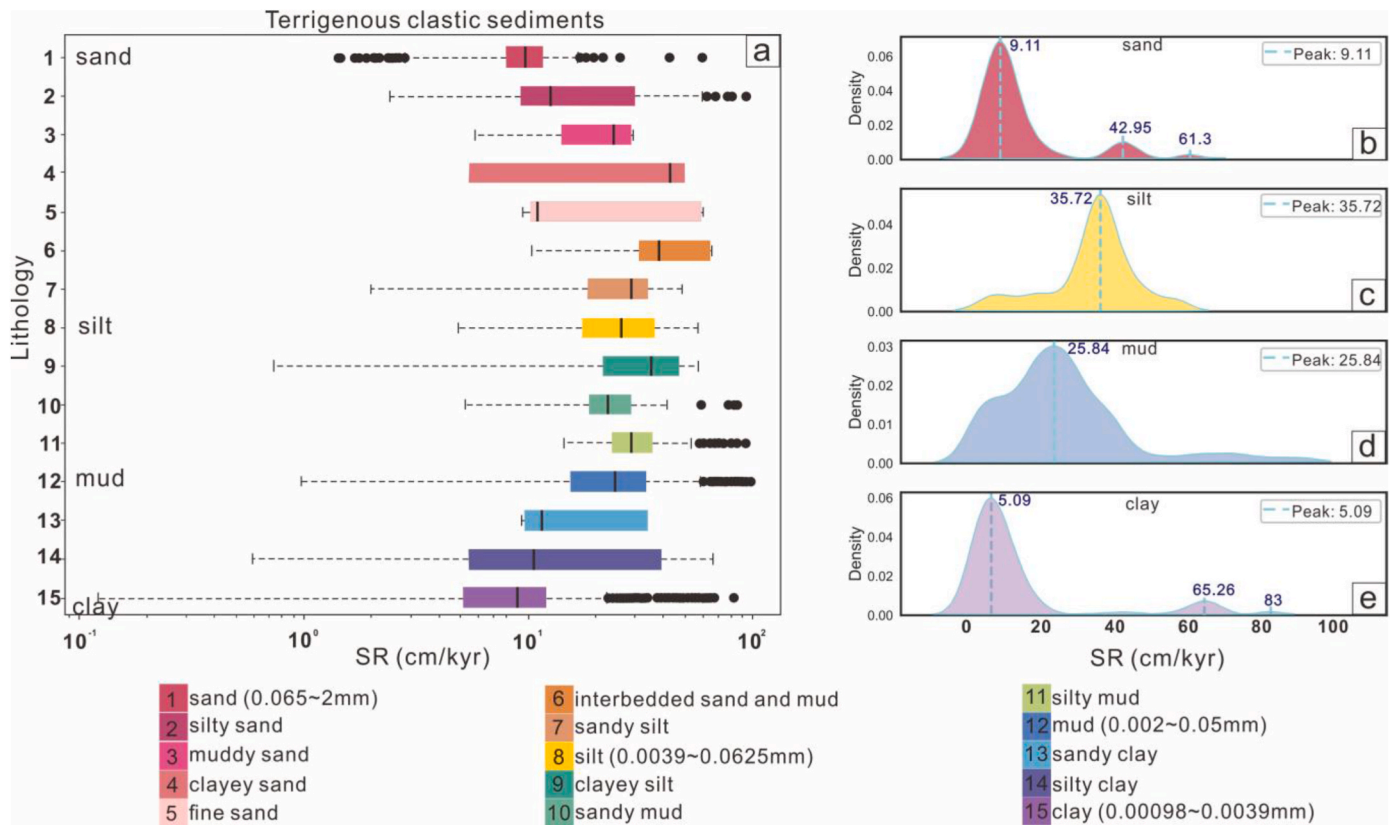 Terrigenous clastic sediments
a
sand
silt
mud
clay
Lithology
1
2
3
4
5
6
7
8
9
10
11
12
13
14
15
10⁻¹
10⁰
10¹
10²
SR (cm/kyr)
sand
9.11
42.95
61.3
Peak: 9.11
b
Density
0.06
0.04
0.02
0.00
silt
35.72
Peak: 35.72
c
Density
0.04
0.02
0.00
mud
25.84
Peak: 25.84
d
Density
0.03
0.02
0.01
0.00
clay
5.09
65.26
83
Peak: 5.09
e
Density
0.06
0.04
0.02
0.00
0 20 40 60 80 100
SR (cm/kyr)
1 sand (0.065~2mm)
2 silty sand
3 muddy sand
4 clayey sand
5 fine sand
6 interbedded sand and mud
7 sandy silt
8 silt (0.0039~0.0625mm)
9 clayey silt
10 sandy mud
11 silty mud
12 mud (0.002~0.05mm)
13 sandy clay
14 silty clay
15 clay (0.00098~0.0039mm)